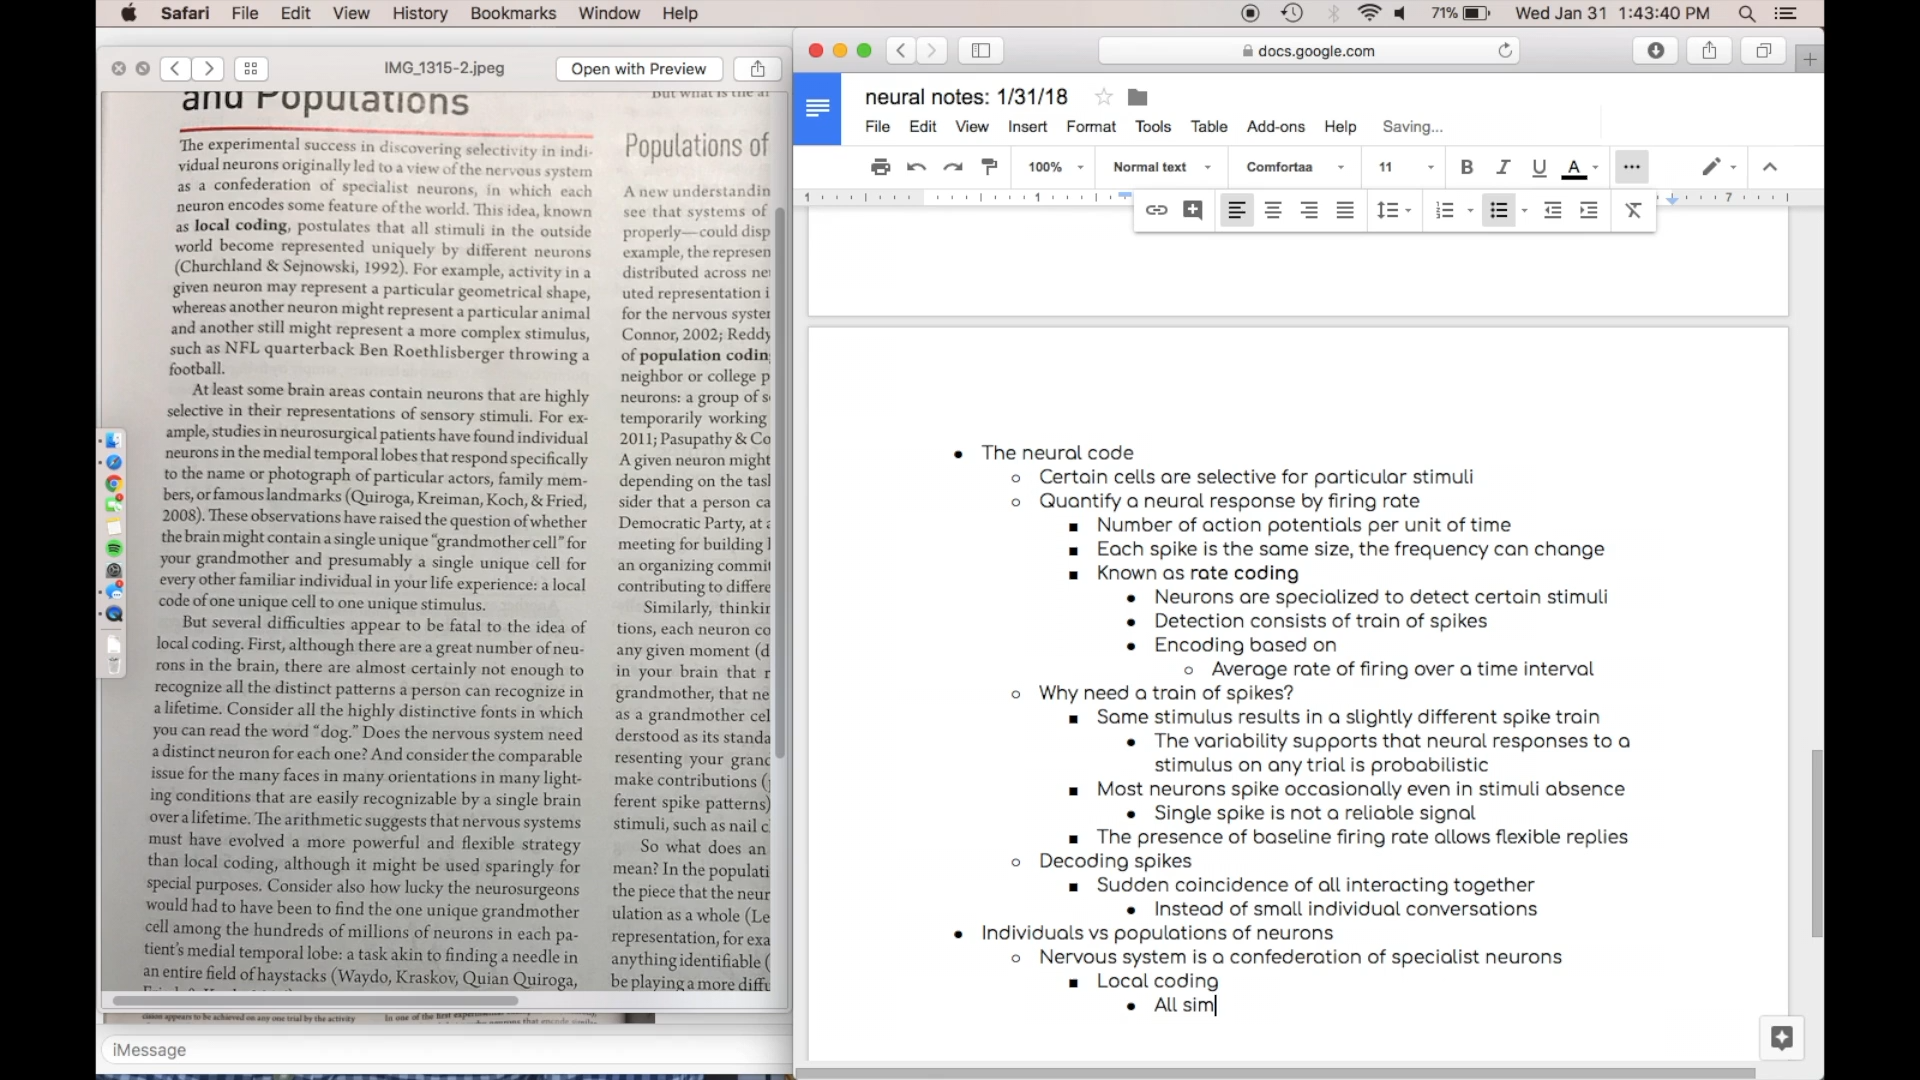 Safari File Edit View History Bookmarks Window Help
71% Wed Jan 31 1:43:40 PM
IMG_1315-2.jpeg
Open with Preview
and Populations
The experimental success in discovering selectivity in indi-
vidual neurons originally led to a view of the nervous system
as a confederation of specialist neurons, in which each
neuron encodes some feature of the world. This idea, known
as local coding, postulates that all stimuli in the outside
world become represented uniquely by different neurons
(Churchland & Sejnowski, 1992). For example, activity in a
given neuron may represent a particular geometrical shape,
whereas another neuron might represent a particular animal
and another still might represent a more complex stimulus,
such as NFL quarterback Ben Roethlisberger throwing a
football.
At least some brain areas contain neurons that are highly
selective in their representations of sensory stimuli. For ex-
ample, studies in neurosurgical patients have found individual
neurons in the medial temporal lobes that respond specifically
to the name or photograph of particular actors, family mem-
bers, or famous landmarks (Quiroga, Kreiman, Koch, & Fried,
2008). These observations have raised the question of whether
the brain might contain a single unique “grandmother cell” for
your grandmother and presumably a single unique cell for
every other familiar individual in your life experience: a local
code of one unique cell to one unique stimulus.
But several difficulties appear to be fatal to the idea of
local coding. First, although there are a great number of neu-
rons in the brain, there are almost certainly not enough to
recognize all the distinct patterns a person can recognize in
a lifetime. Consider all the highly distinctive fonts in which
you can read the word “dog.” Does the nervous system need
a distinct neuron for each one? And consider the comparable
issue for the many faces in many orientations in many light-
ing conditions that are easily recognizable by a single brain
over a lifetime. The arithmetic suggests that nervous systems
must have evolved a more powerful and flexible strategy
than local coding, although it might be used sparingly for
special purposes. Consider also how lucky the neurosurgeons
would had to have been to find the one unique grandmother
cell among the hundreds of millions of neurons in each pa-
tient's medial temporal lobe: a task akin to finding a needle in
an entire field of haystacks (Waydo, Kraskov, Quian Quiroga,
Populations of
A new understandin
see that systems of
properly—could disp
example, the represen
distributed across ne
uted representation i
for the nervous system
Connor, 2002; Reddy
of population codin
neighbor or college p
neurons: a group of s
temporarily working
2011; Pasupathy & Co
A given neuron might
depending on the task
sider that a person ca
Democratic Party, at a
meeting for building
an organizing commit
contributing to differe
Similarly, thinkin
tions, each neuron co
any given moment (d
in your brain that r
grandmother, that ne
as a grandmother cel
derstood as its standa
resenting your grand
make contributions (
ferent spike patterns)
stimuli, such as nail c
So what does an
mean? In the populati
the piece that the neur
ulation as a whole (Le
representation, for exa
anything identifiable (
be playing a more diffu
iMessage
docs.google.com
neural notes: 1/31/18
File Edit View Insert Format Tools Table Add-ons Help Saving...
100% Normal text Comfortaa 11 B I U A
1 1 7
The neural code
Certain cells are selective for particular stimuli
Quantify a neural response by firing rate
Number of action potentials per unit of time
Each spike is the same size, the frequency can change
Known as rate coding
Neurons are specialized to detect certain stimuli
Detection consists of train of spikes
Encoding based on
Average rate of firing over a time interval
Why need a train of spikes?
Same stimulus results in a slightly different spike train
The variability supports that neural responses to a
stimulus on any trial is probabilistic
Most neurons spike occasionally even in stimuli absence
Single spike is not a reliable signal
The presence of baseline firing rate allows flexible replies
Decoding spikes
Sudden coincidence of all interacting together
Instead of small individual conversations
Individuals vs populations of neurons
Nervous system is a confederation of specialist neurons
Local coding
All sim